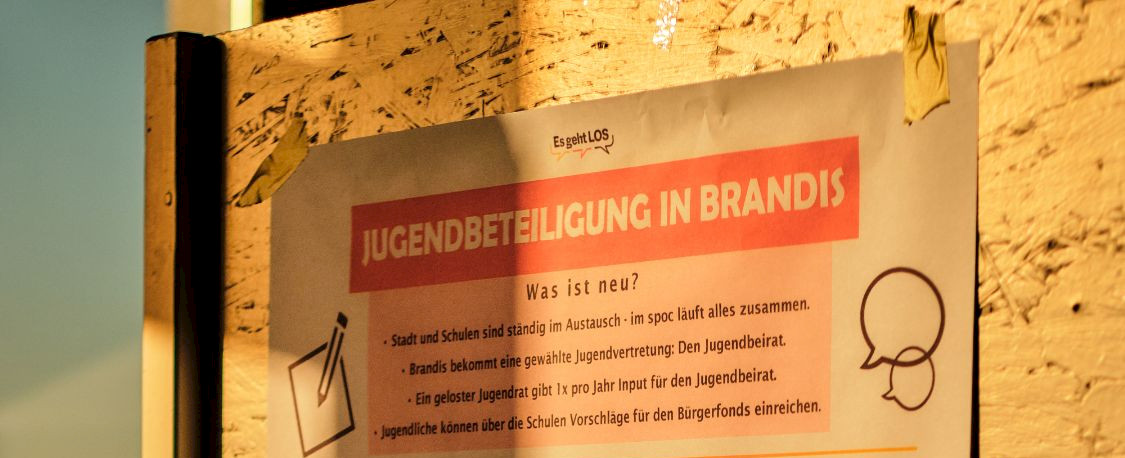 Es geht LOS
JUGENDBETEILIGUNG IN BRANDIS
Was ist neu?
· Stadt und Schulen sind ständig im Austausch - im spoc läuft alles zusammen.
· Brandis bekommt eine gewählte Jugendvertretung: Den Jugendbeirat.
· Ein geloster Jugendrat gibt 1x pro Jahr Input für den Jugendbeirat.
· Jugendliche können über die Schulen Vorschläge für den Bürgerfonds einreichen.